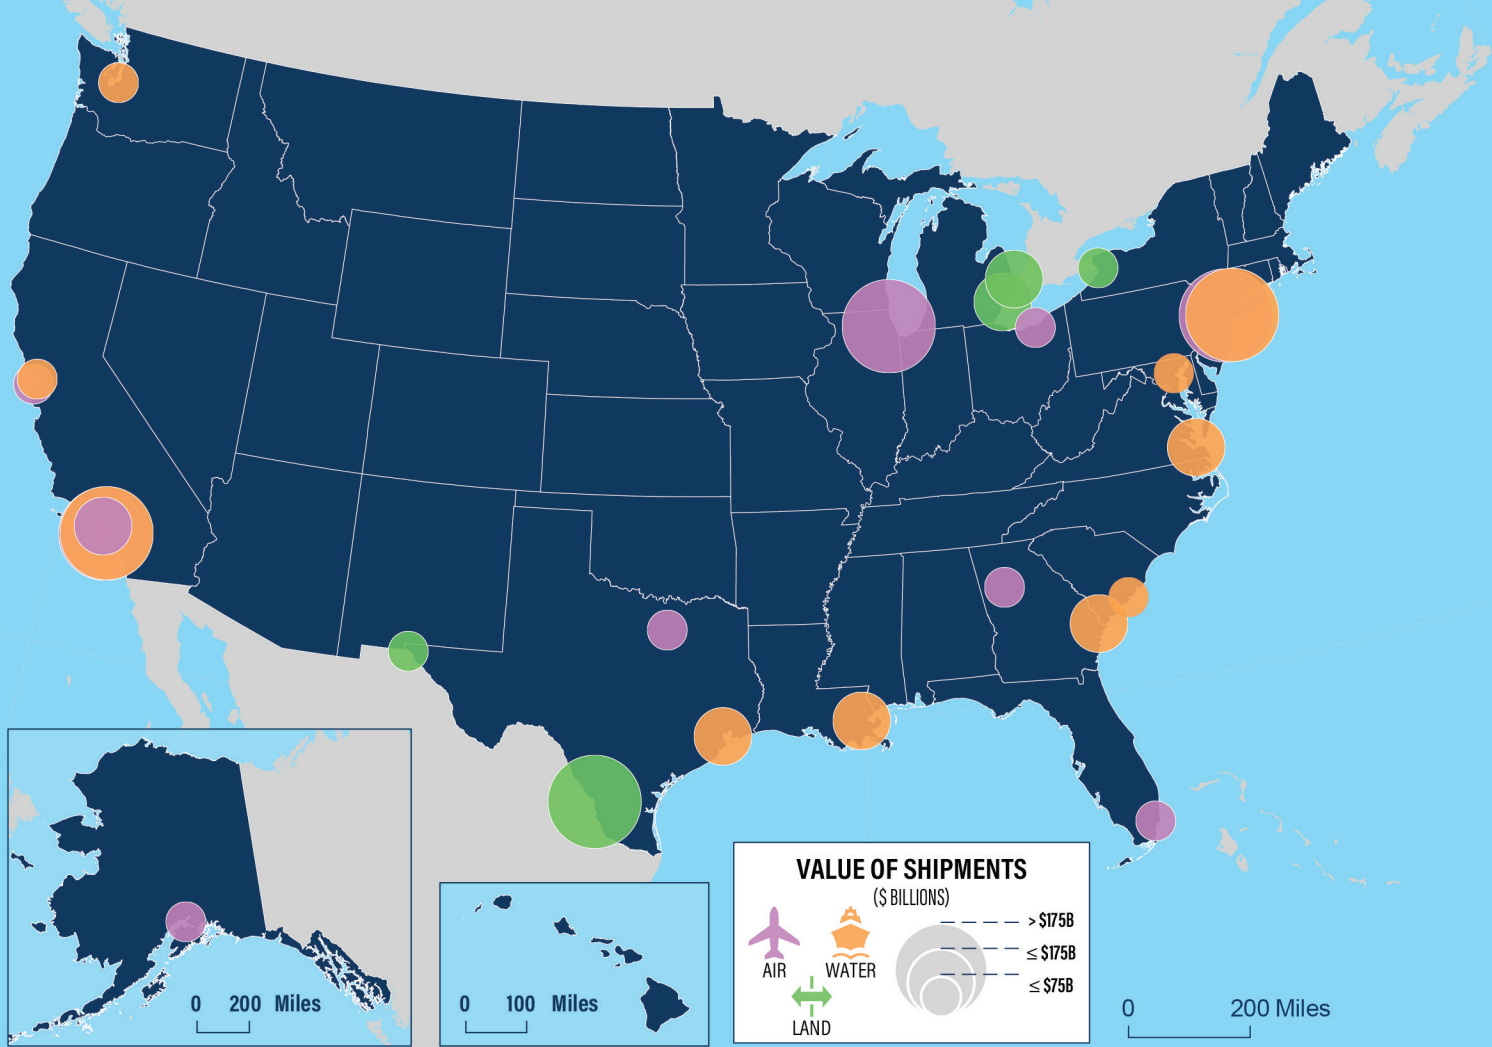 VALUE OF SHIPMENTS
($ BILLIONS)
AIR
WATER
LAND
> $175B
≤ $175B
≤ $75B
0 200 Miles
0 100 Miles
0 200 Miles